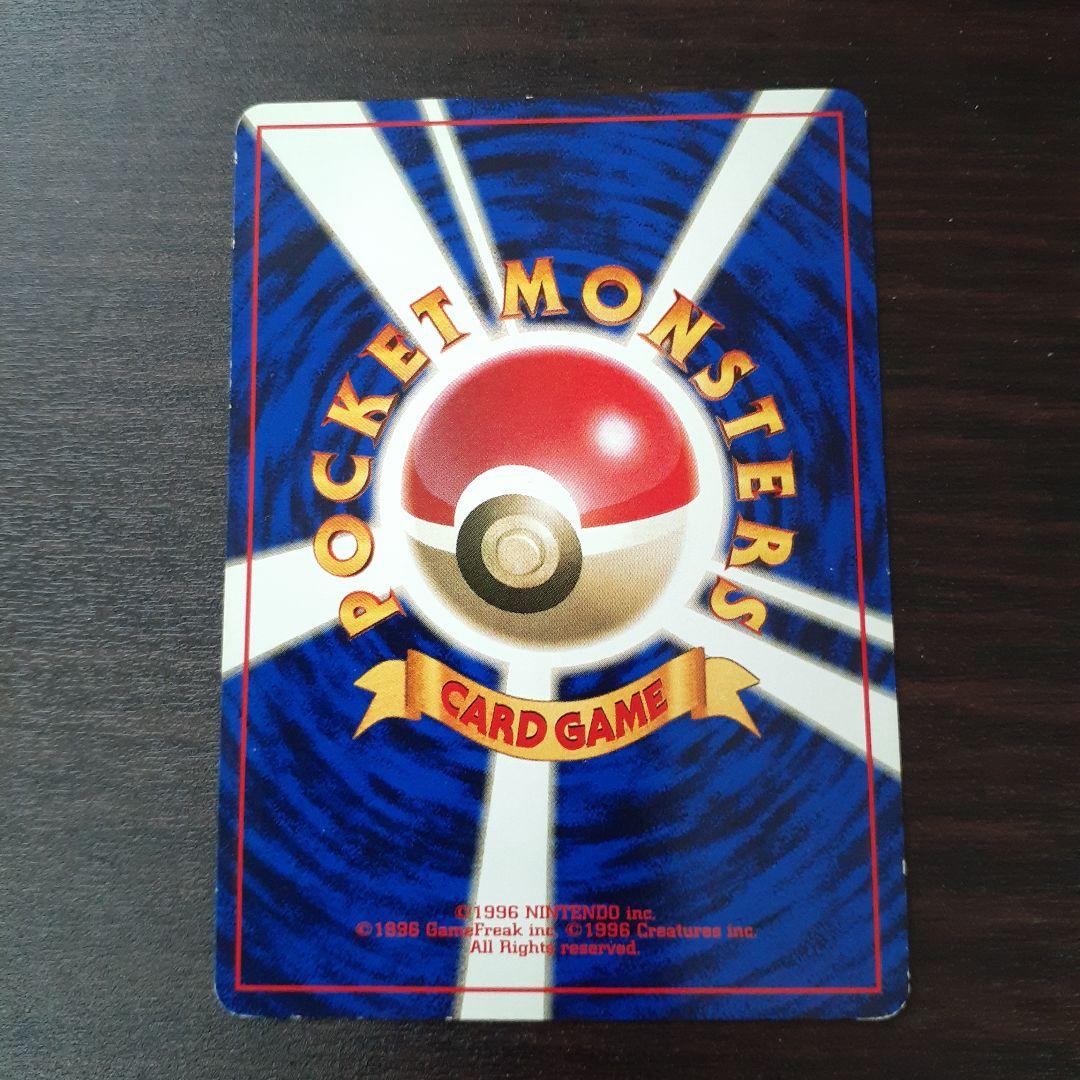 POCKET MONSTERS
CARD GAME
©1996 NINTENDO inc.
©1996 GameFreak inc. ©1996 Creatures inc.
All Rights reserved.